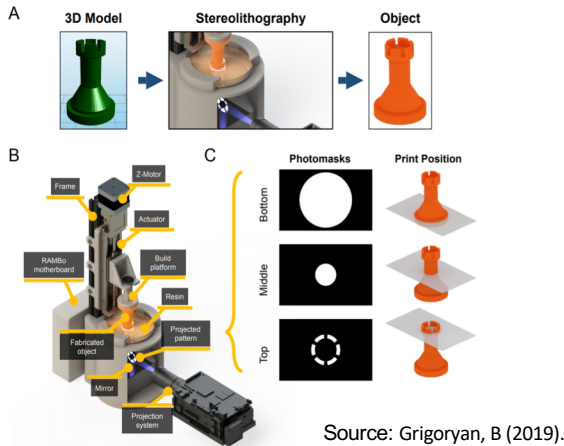 A
3D Model
Stereolithography
Object
B
Z-Motor
Frame
Actuator
RAMBo
motherboard
Build
platform
Resin
Fabricated
object
Projected
pattern
Mirror
Projection
system
C
Photomasks
Print Position
Bottom
Middle
Top
Source: Grigoryan, B (2019).